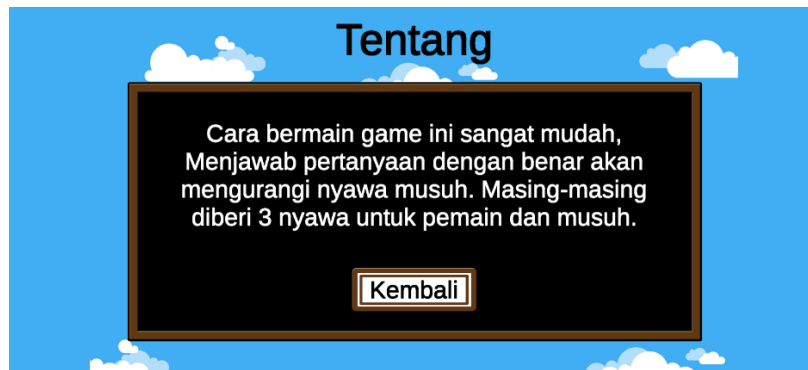 Tentang
Cara bermain game ini sangat mudah,
Menjawab pertanyaan dengan benar akan
mengurangi nyawa musuh. Masing-masing
diberi 3 nyawa untuk pemain dan musuh.
Kembali